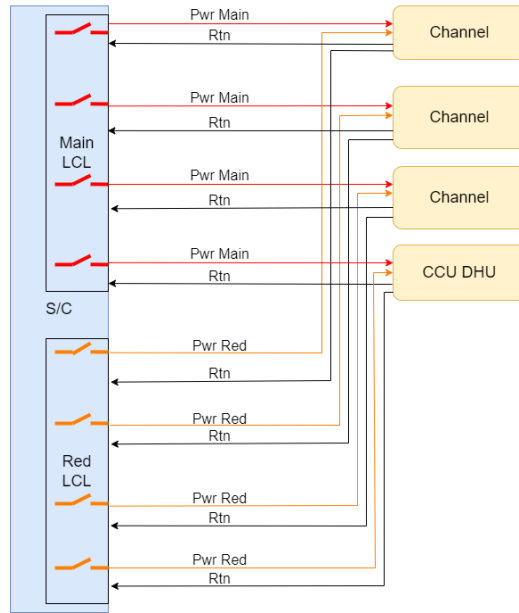 Pwr Main
Rtn
Channel
Pwr Main
Rtn
Channel
Main
LCL
Pwr Main
Rtn
Channel
Pwr Main
Rtn
CCU DHU
S/C
Pwr Red
Rtn
Pwr Red
Rtn
Red
LCL
Pwr Red
Rtn
Pwr Red
Rtn